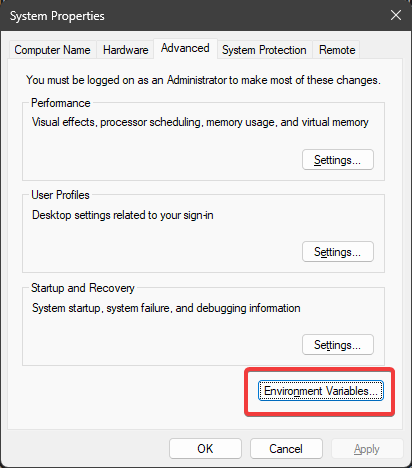 System Properties
Computer Name Hardware Advanced System Protection Remote
You must be logged on as an Administrator to make most of these changes.
Performance
Visual effects, processor scheduling, memory usage, and virtual memory
Settings...
User Profiles
Desktop settings related to your sign-in
Settings...
Startup and Recovery
System startup, system failure, and debugging information
Settings...
Environment Variables...
OK Cancel Apply